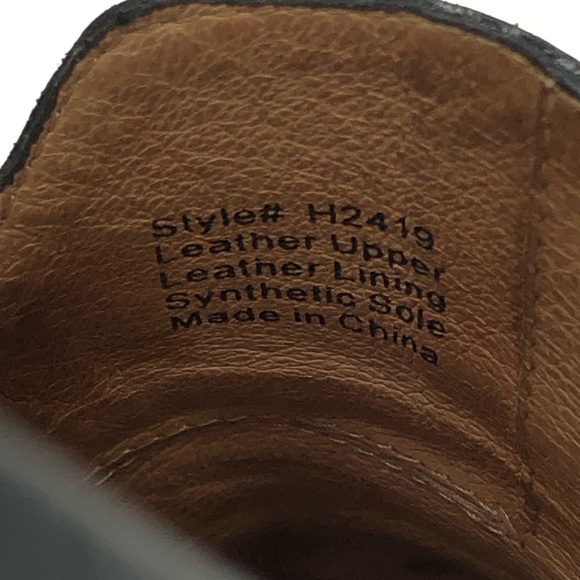 Style# H2419
Leather Upper
Leather Lining
Synthetic Sole
Made in China